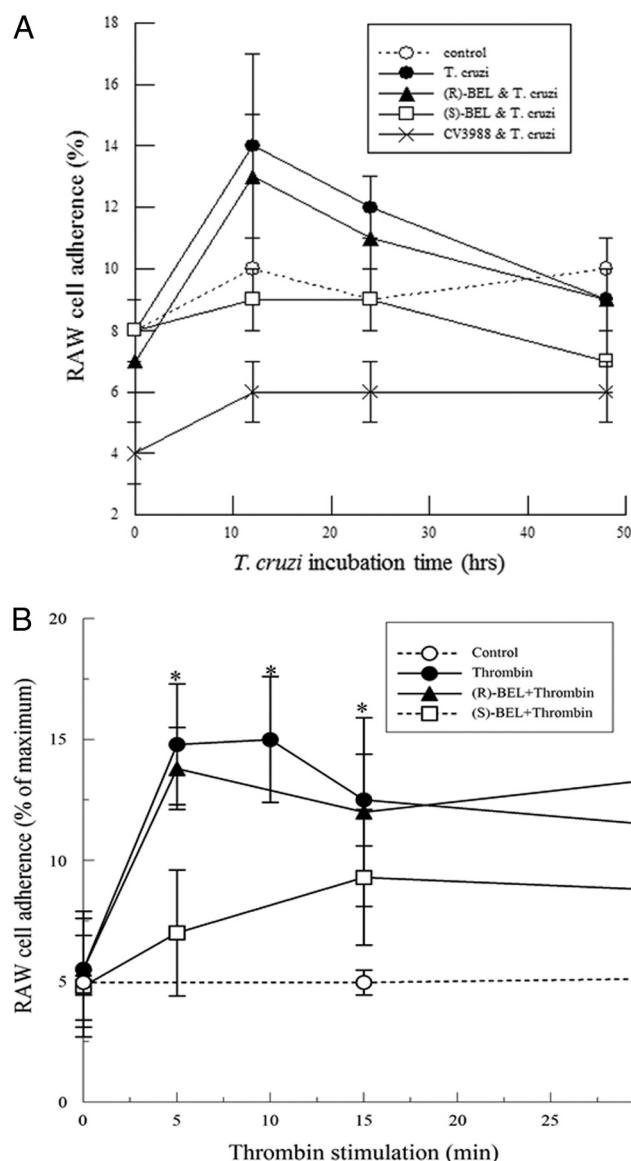 A
control
T. cruzi
(R)-BEL & T. cruzi
(S)-BEL & T. cruzi
CV3988 & T. cruzi
RAW cell adherence (%)
18
16
14
12
10
8
6
4
2
0
10
20
30
40
50
T. cruzi incubation time (hrs)
B
Control
Thrombin
(R)-BEL+Thrombin
(S)-BEL+Thrombin
RAW cell adherence (% of maximum)
20
15
10
5
0
* * *
0
5
10
15
20
25
Thrombin stimulation (min)